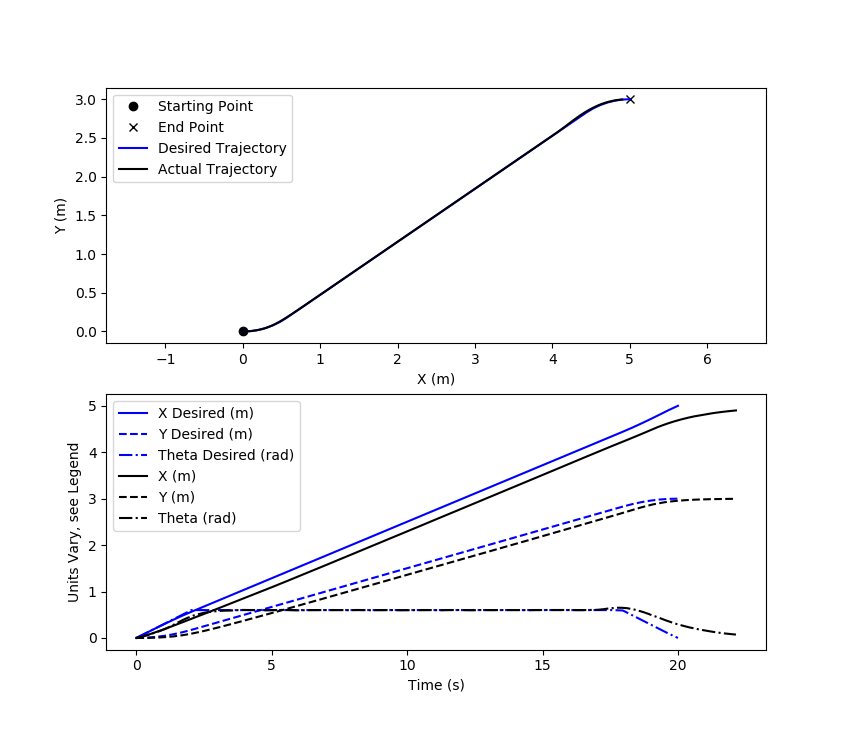 3.0
2.5
2.0
1.5
1.0
0.5
0.0
Y (m)
Starting Point
End Point
Desired Trajectory
Actual Trajectory
−1 0 1 2 3 4 5 6
X (m)
5
4
3
2
1
0
Units Vary, see Legend
X Desired (m)
Y Desired (m)
Theta Desired (rad)
X (m)
Y (m)
Theta (rad)
0 5 10 15 20
Time (s)